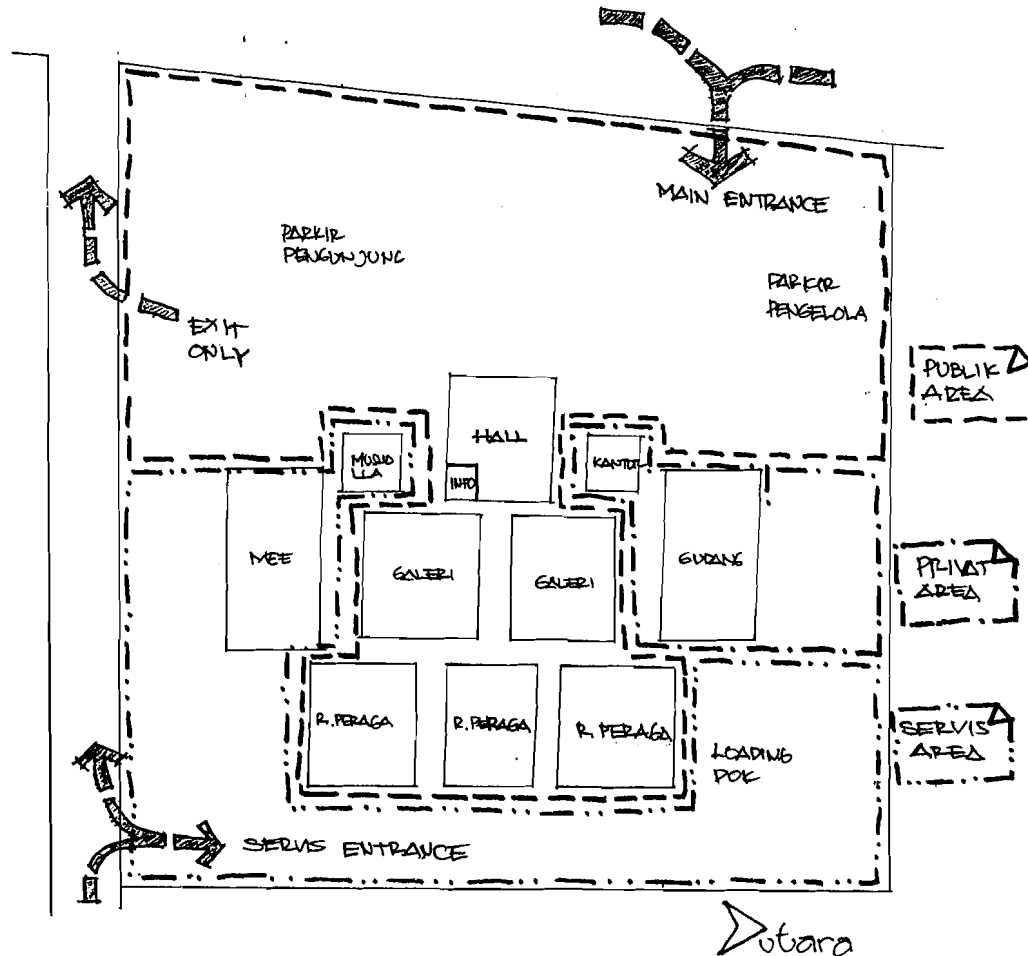 MAIN ENTRANCE
PARKIR
PENGUNJUNG
PARKIR
PENGELOLA
EXIT
ONLY
PUBLIK
AREA
HALL
MUSHO
LLA
INFO
KANTOR
MEE
GALERI
GALERI
GUDANG
PRIVAT
AREA
R. PERAGA
R. PERAGA
R. PERAGA
LOADING
DOK
SERVIS
AREA
SERVIS ENTRANCE
utara